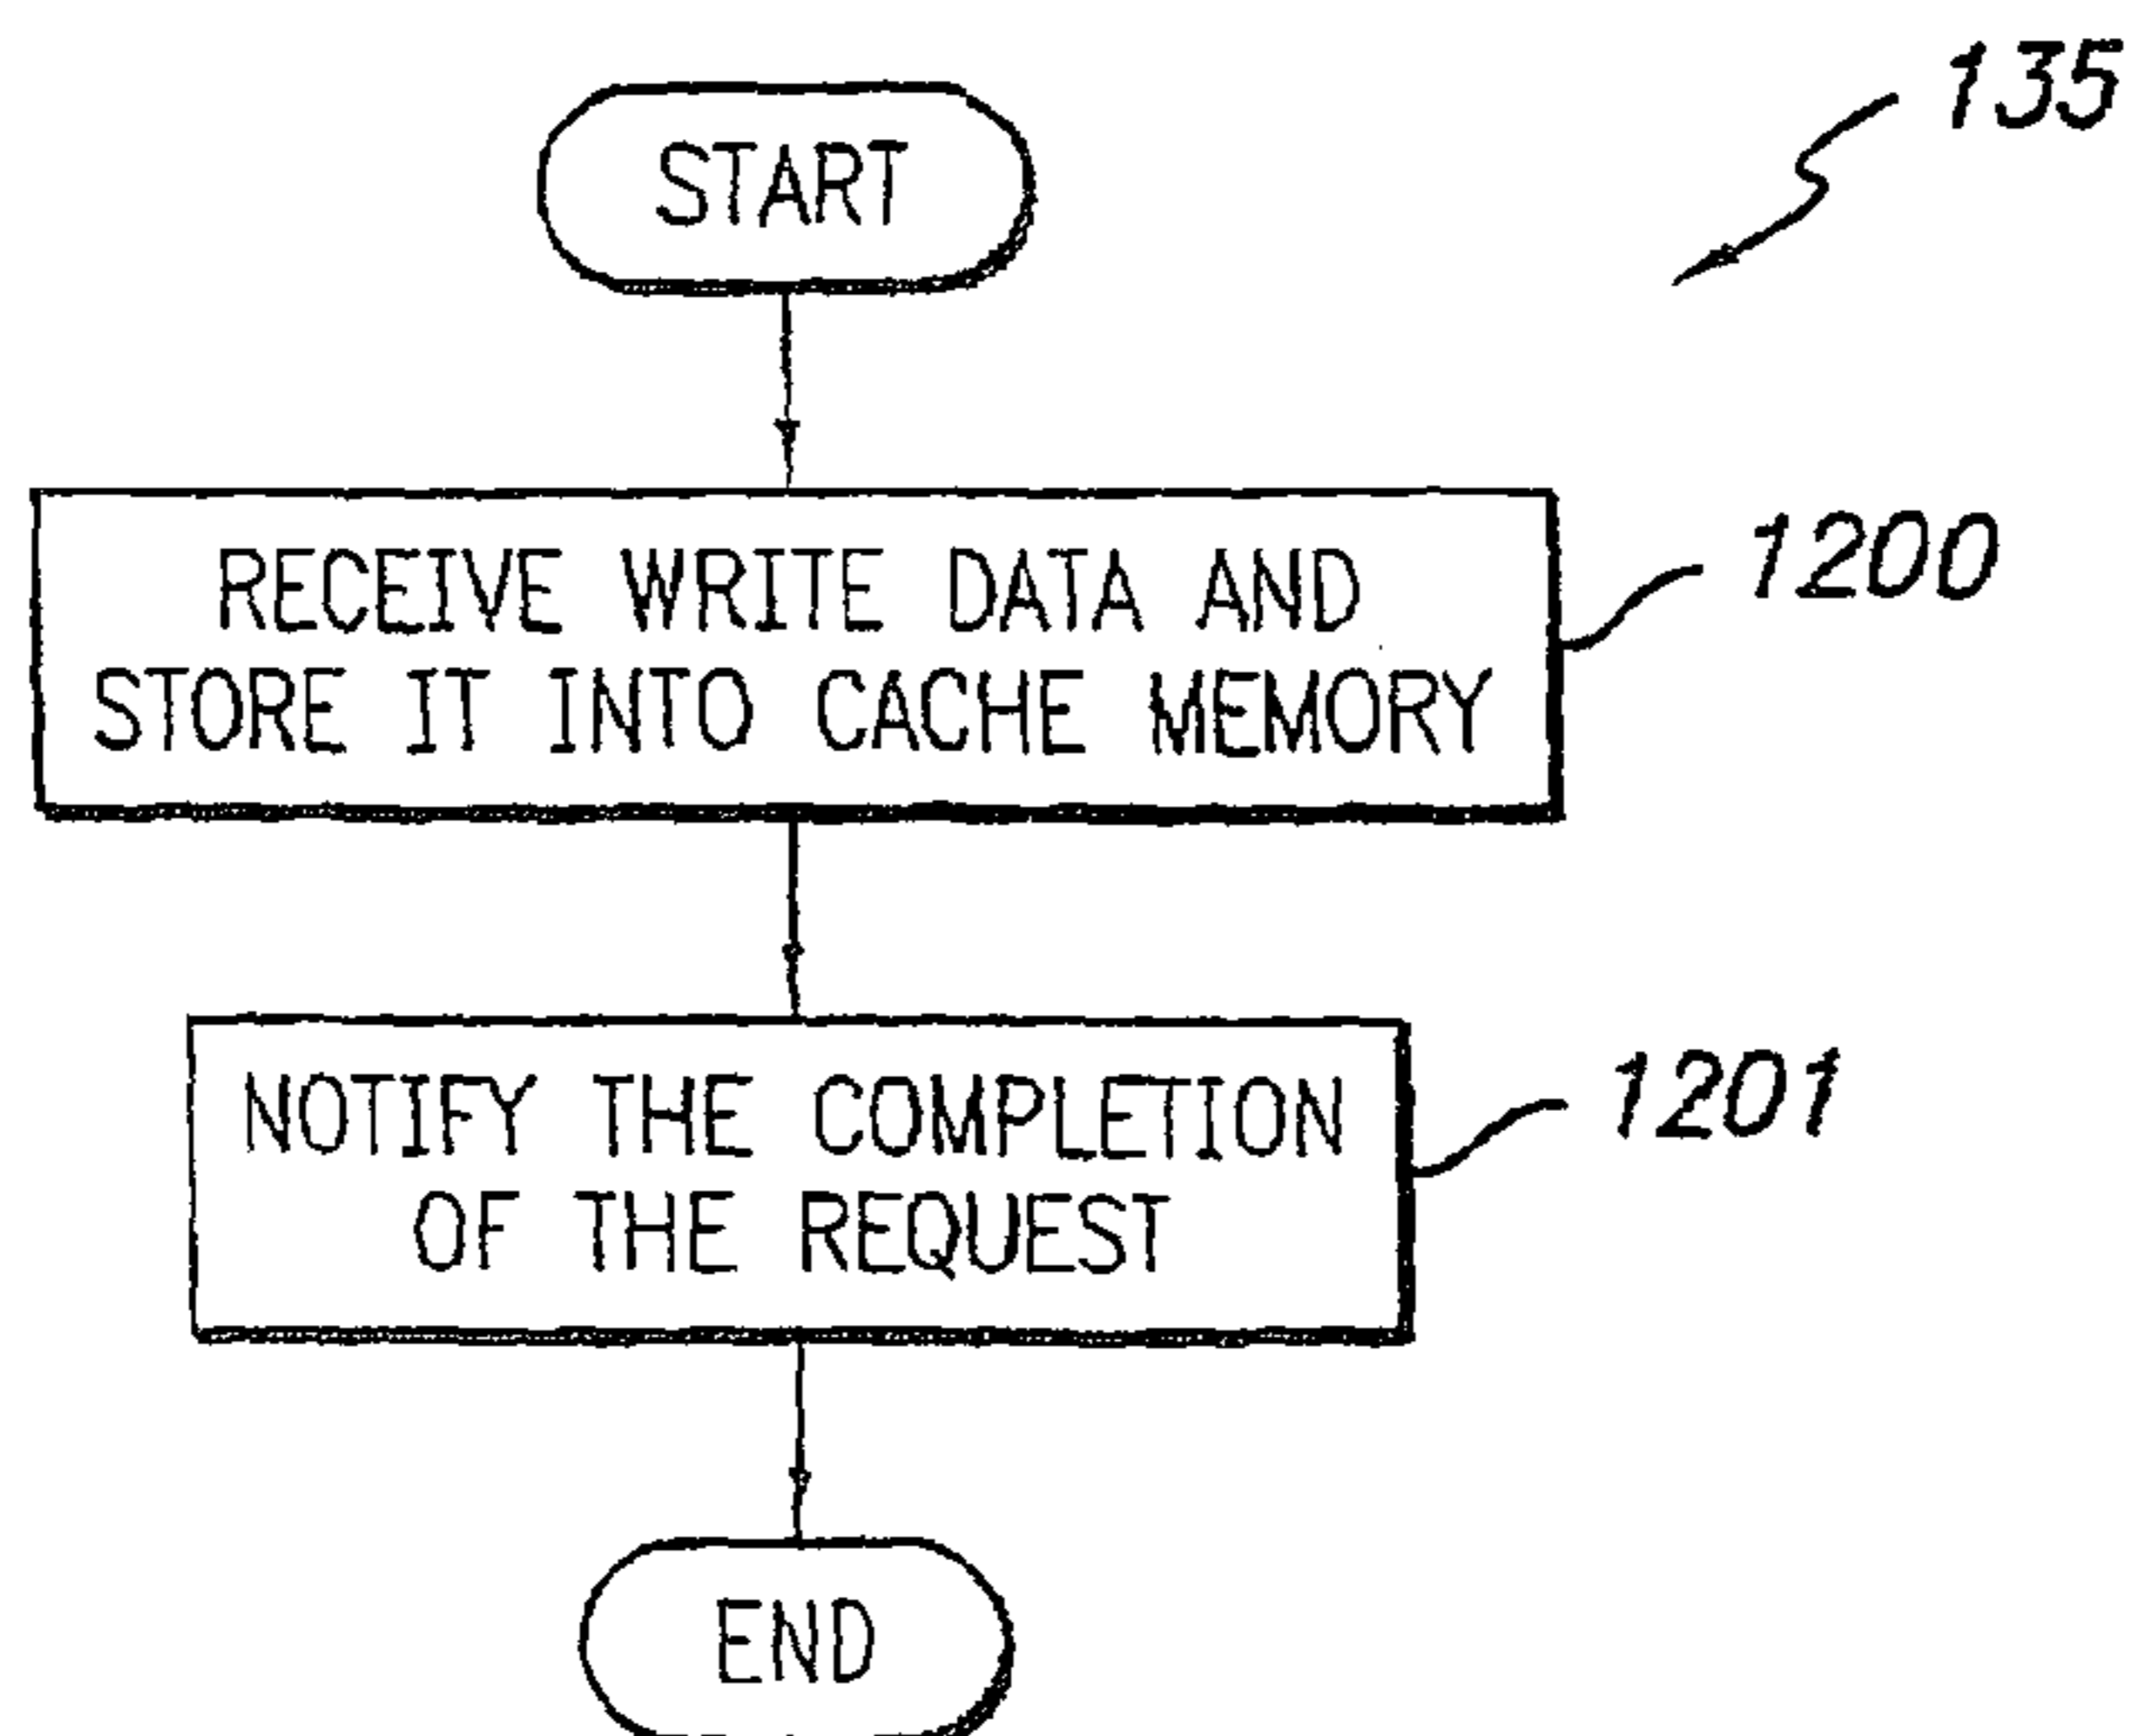 135
START
RECEIVE WRITE DATA AND
STORE IT INTO CACHE MEMORY
1200
NOTIFY THE COMPLETION
OF THE REQUEST
1201
END